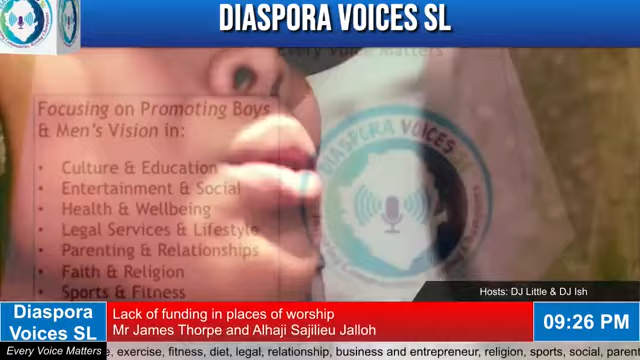 DIASPORA VOICES SL
Every Voice Matters
Focusing on Promoting Boys
& Men's Vision in:
• Culture & Education
• Entertainment & Social
• Health & Wellbeing
• Legal Services & Lifestyle
• Parenting & Relationships
• Faith & Religion
• Sports & Fitness
DIASPORA VOICES SL
Hosts: DJ Little & DJ Ish
Diaspora
Voices SL
Lack of funding in places of worship
Mr James Thorpe and Alhaji Sajilieu Jalloh
09:26 PM
Every Voice Matters
e, exercise, fitness, diet, legal, relationship, business and entrepreneur, religion, sports, social, paren